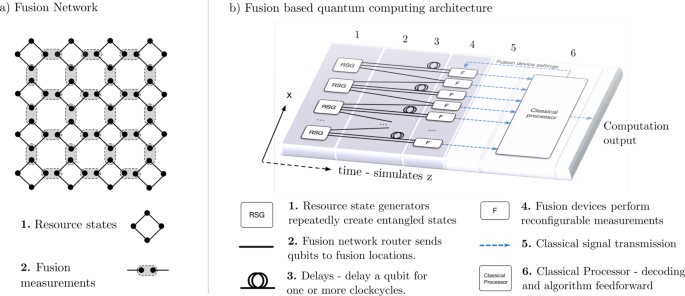 a) Fusion Network
1. Resource states
2. Fusion
measurements
b) Fusion based quantum computing architecture
1
2
3
4
5
6
Fusion device settings
RSG
RSG
RSG
RSG
...
...
F
F
F
F
F
F
Classical
processor
Computation
output
x
time - simulates z
RSG
1. Resource state generators
repeatedly create entangled states
2. Fusion network router sends
qubits to fusion locations.
3. Delays - delay a qubit for
one or more clockcycles.
F
4. Fusion devices perform
reconfigurable measurements
5. Classical signal transmission
Classical
Processor
6. Classical Processor - decoding
and algorithm feedforward